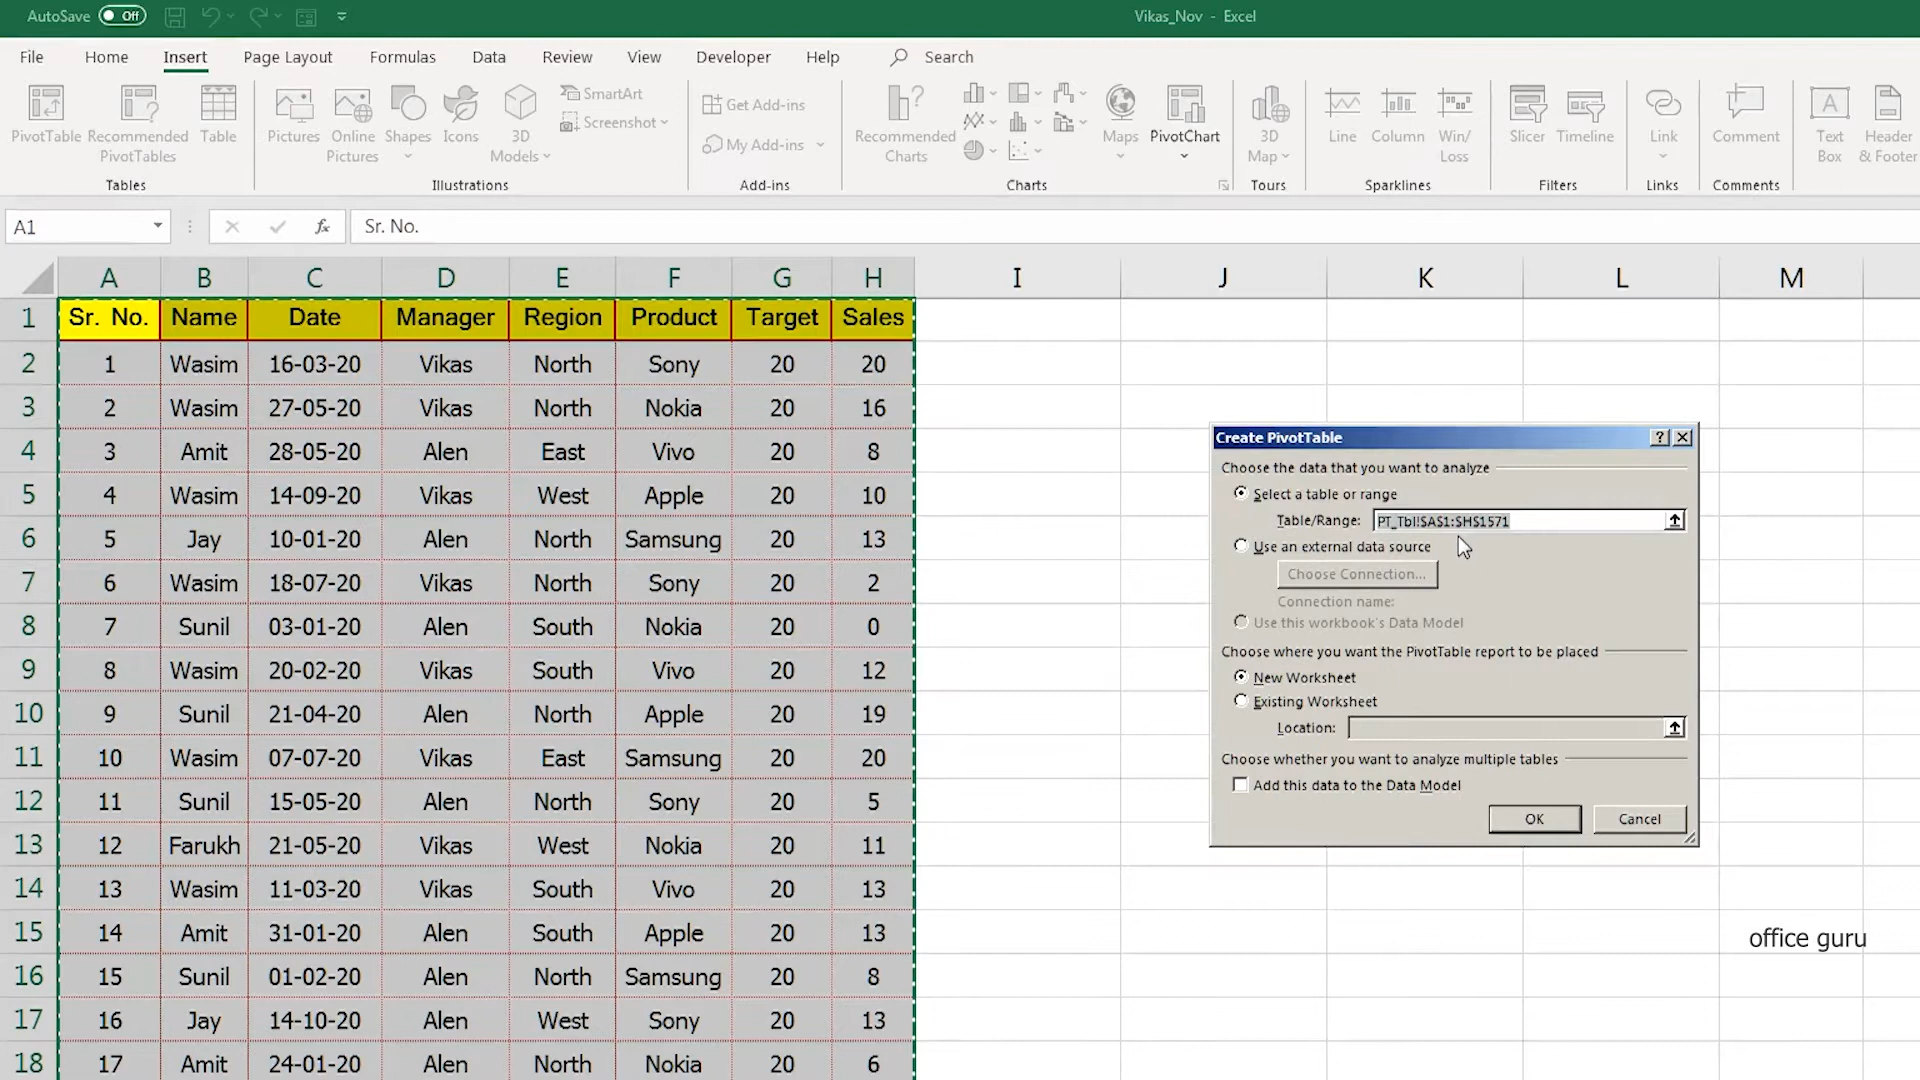 AutoSave Off
Vikas_Nov - Excel
File Home Insert Page Layout Formulas Data Review View Developer Help Search
PivotTable Recommended PivotTables Table
Tables
Pictures Online Pictures Shapes Icons 3D Models SmartArt Screenshot
Illustrations
Get Add-ins
My Add-ins
Add-ins
Recommended Charts Maps PivotChart
Charts
3D Map
Tours
Line Column Win/Loss
Sparklines
Slicer Timeline
Filters
Link
Links
Comment
Comments
Text Box Header & Footer
A1 fx Sr. No.
A B C D E F G H I J K L M
1 Sr. No. Name Date Manager Region Product Target Sales
2 1 Wasim 16-03-20 Vikas North Sony 20 20
3 2 Wasim 27-05-20 Vikas North Nokia 20 16
4 3 Amit 28-05-20 Alen East Vivo 20 8
5 4 Wasim 14-09-20 Vikas West Apple 20 10
6 5 Jay 10-01-20 Alen North Samsung 20 13
7 6 Wasim 18-07-20 Vikas North Sony 20 2
8 7 Sunil 03-01-20 Alen South Nokia 20 0
9 8 Wasim 20-02-20 Vikas South Vivo 20 12
10 9 Sunil 21-04-20 Alen North Apple 20 19
11 10 Wasim 07-07-20 Vikas East Samsung 20 20
12 11 Sunil 15-05-20 Alen North Sony 20 5
13 12 Farukh 21-05-20 Vikas West Nokia 20 11
14 13 Wasim 11-03-20 Vikas South Vivo 20 13
15 14 Amit 31-01-20 Alen South Apple 20 13
16 15 Sunil 01-02-20 Alen North Samsung 20 8
17 16 Jay 14-10-20 Alen West Sony 20 13
18 17 Amit 24-01-20 Alen North Nokia 20 6
Create PivotTable ?
Choose the data that you want to analyze
Select a table or range
Table/Range: PT_Tbl!$A$1:$H$1571
Use an external data source
Choose Connection...
Connection name:
Use this workbook's Data Model
Choose where you want the PivotTable report to be placed
New Worksheet
Existing Worksheet
Location:
Choose whether you want to analyze multiple tables
Add this data to the Data Model
OK Cancel
office guru